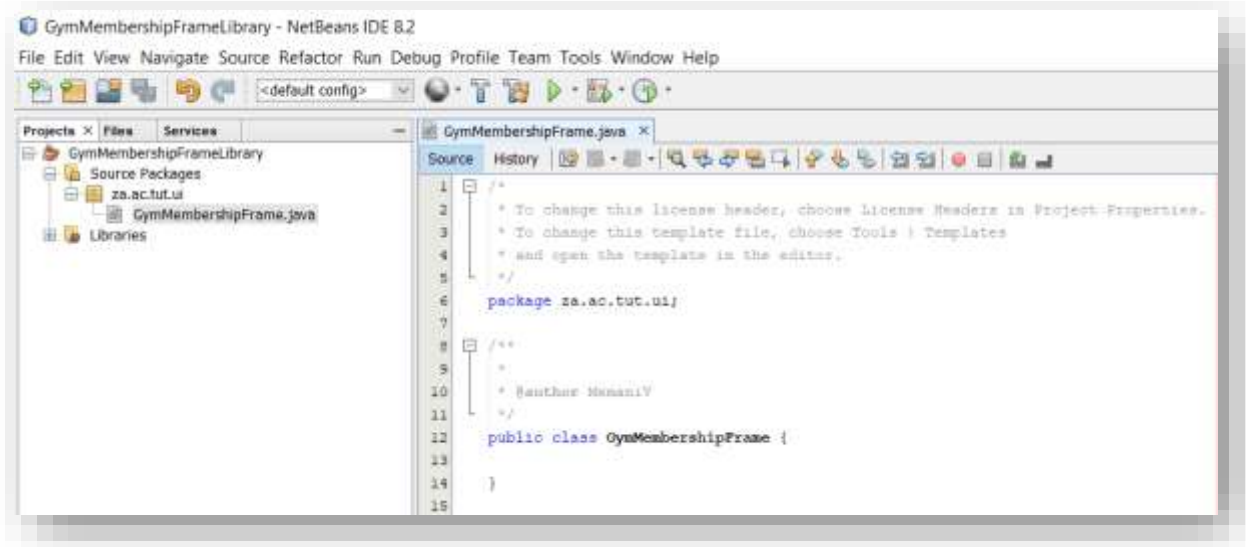 GymMembershipFrameLibrary - NetBeans IDE 8.2
File Edit View Navigate Source Refactor Run Debug Profile Team Tools Window Help
<default config>
Projects × Files Services
GymMembershipFrame.java ×
GymMembershipFrameLibrary
Source History
Source Packages
za.ac.tut.ui
GymMembershipFrame.java
Libraries
1 /*
2 * To change this license header, choose License Headers in Project Properties.
3 * To change this template file, choose Tools | Templates
4 * and open the template in the editor.
5 */
6 package za.ac.tut.ui;
7
8 /**
9 *
10 * @author
11 */
12 public class GymMembershipFrame {
13
14 }
15